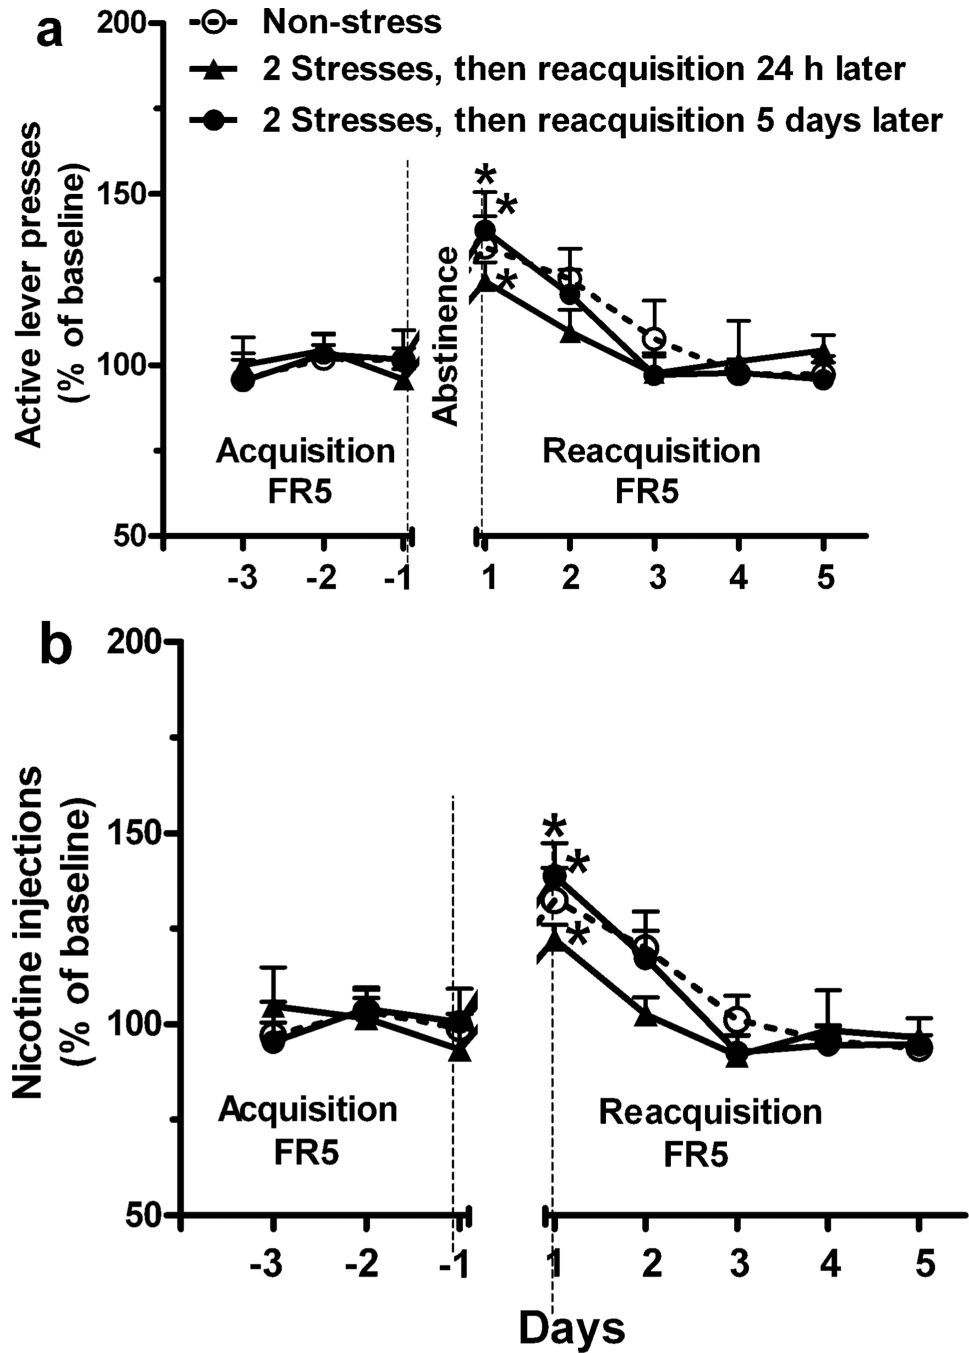 a
200
Non-stress
2 Stresses, then reacquisition 24 h later
2 Stresses, then reacquisition 5 days later
Active lever presses
(% of baseline)
150
100
50
*
*
*
Abstinence
Acquisition
FR5
Reacquisition
FR5
-3 -2 -1 1 2 3 4 5
b
200
Nicotine injections
(% of baseline)
150
100
50
*
*
*
Acquisition
FR5
Reacquisition
FR5
-3 -2 -1 1 2 3 4 5
Days